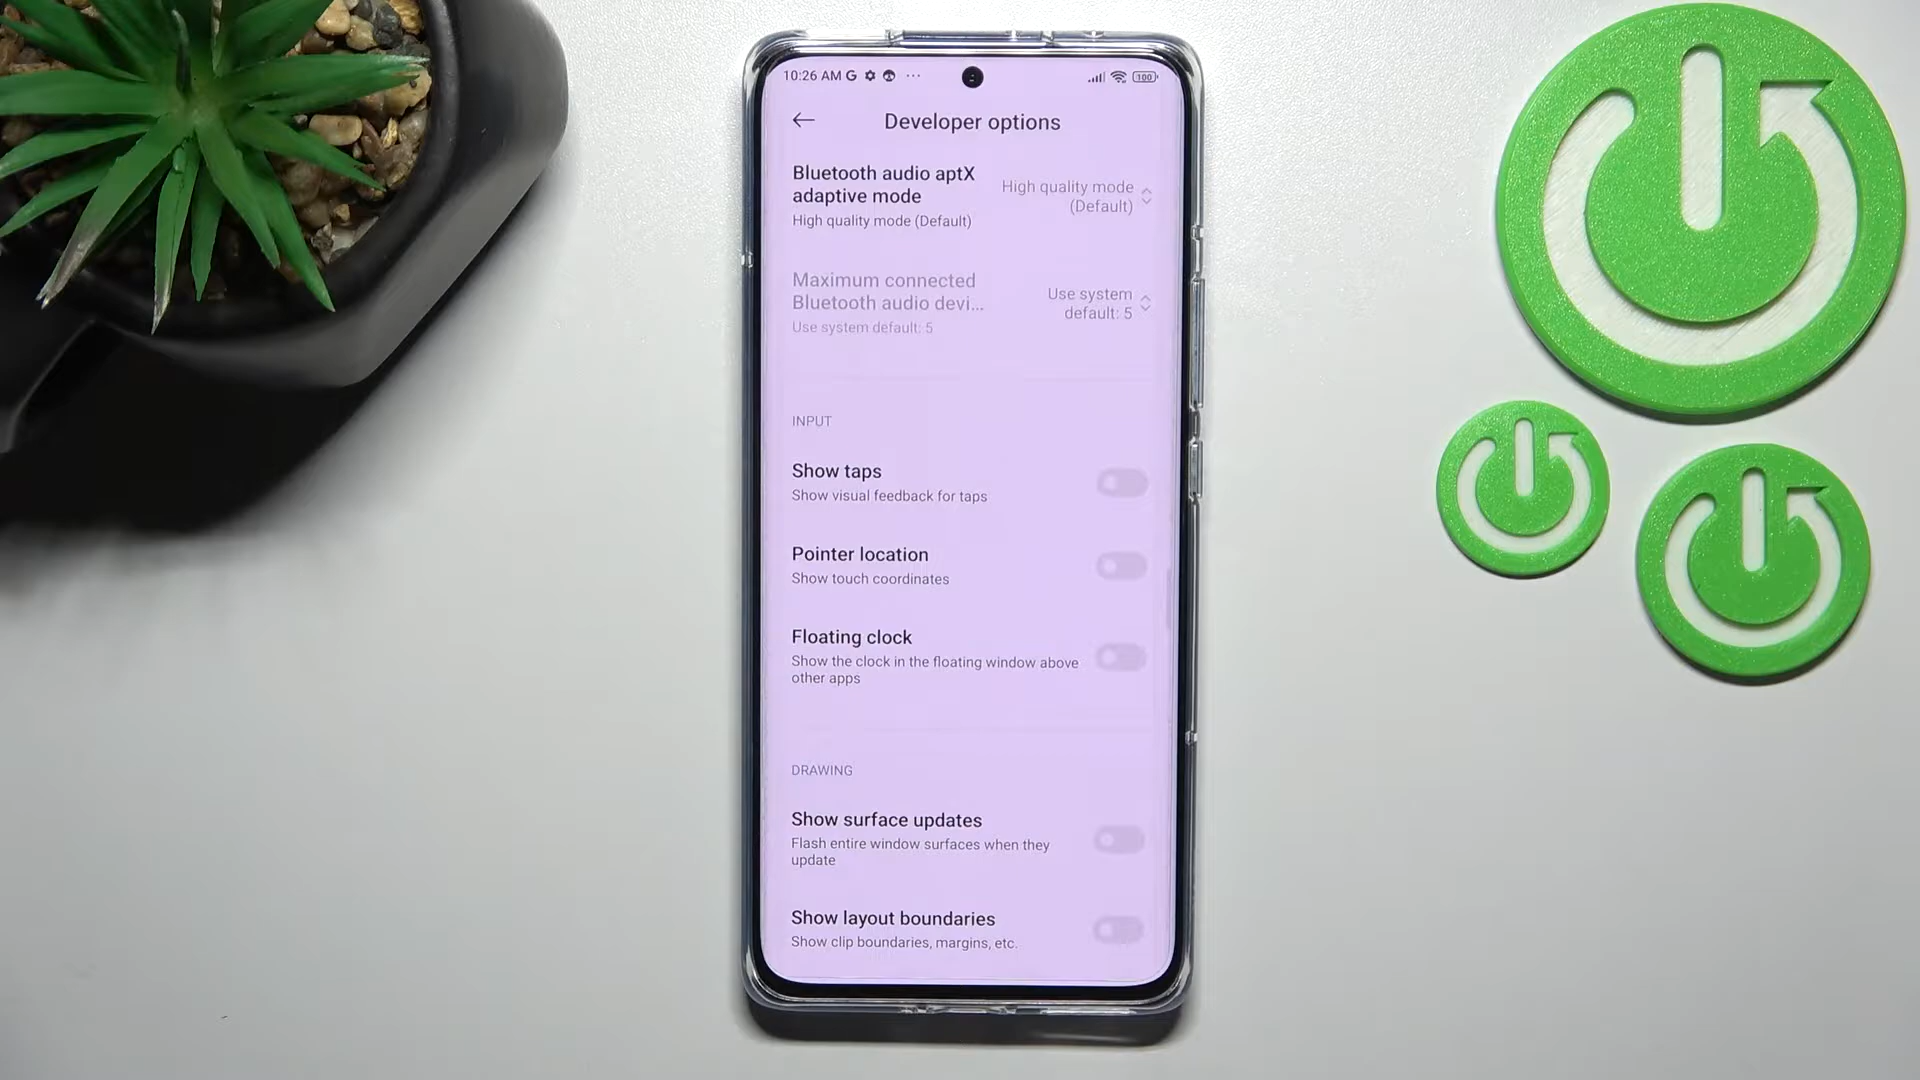 10:26 AM G ...
100
Developer options
Bluetooth audio aptX
adaptive mode
High quality mode (Default)
High quality mode
(Default)
Maximum connected
Bluetooth audio devi...
Use system default: 5
Use system
default: 5
INPUT
Show taps
Show visual feedback for taps
Pointer location
Show touch coordinates
Floating clock
Show the clock in the floating window above
other apps
DRAWING
Show surface updates
Flash entire window surfaces when they
update
Show layout boundaries
Show clip boundaries, margins, etc.